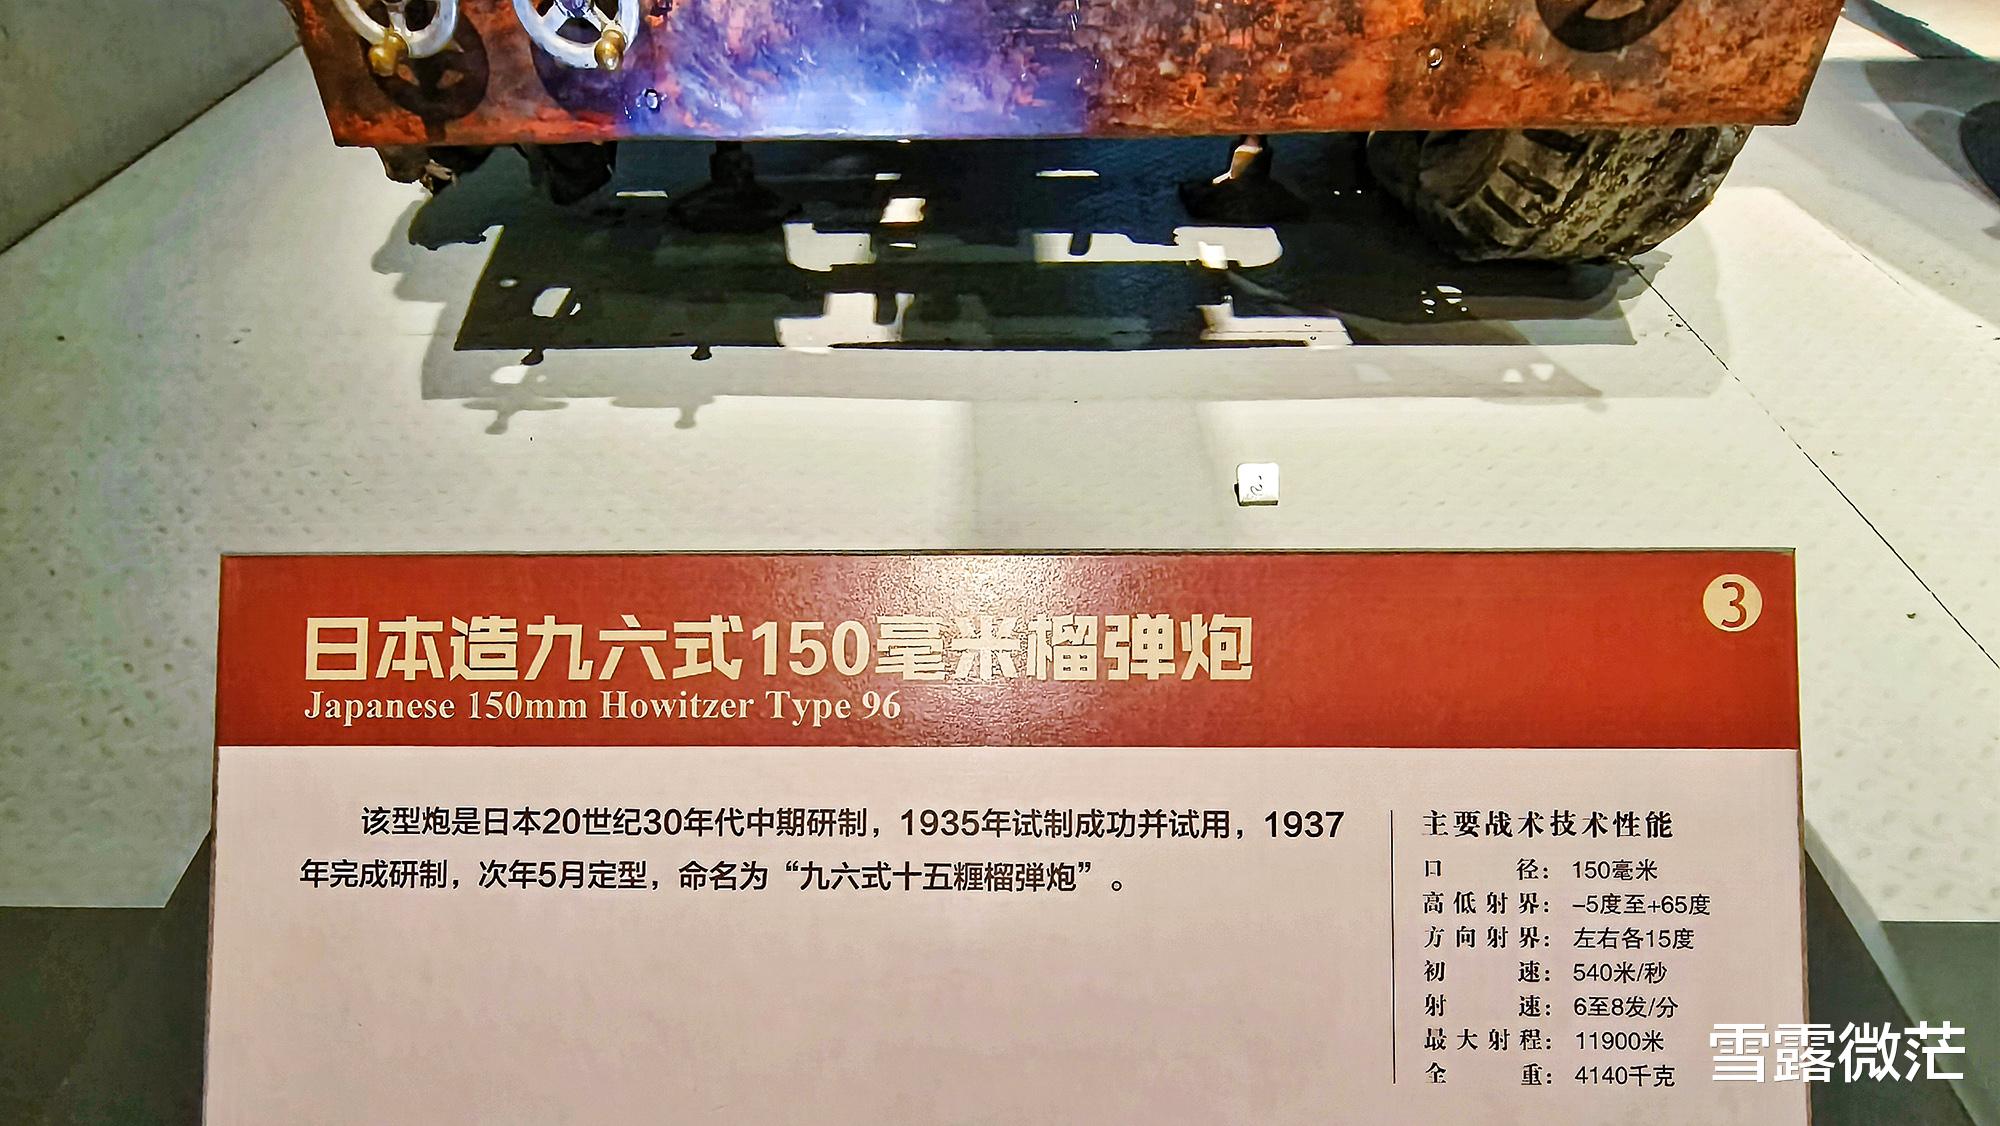 日本造九六式150毫米榴弹炮
③
Japanese 150mm Howitzer Type 96
该型炮是日本20世纪30年代中期研制，1935年试制成功并试用，1937
年完成研制，次年5月定型，命名为“九六式十五糎榴弹炮”。
主要战术技术性能
口径：150毫米
高低射界：-5度至+65度
方向射界：左右各15度
初速：540米/秒
射速：6至8发/分
最大射程：11900米
全重：4140千克
雪露微茫